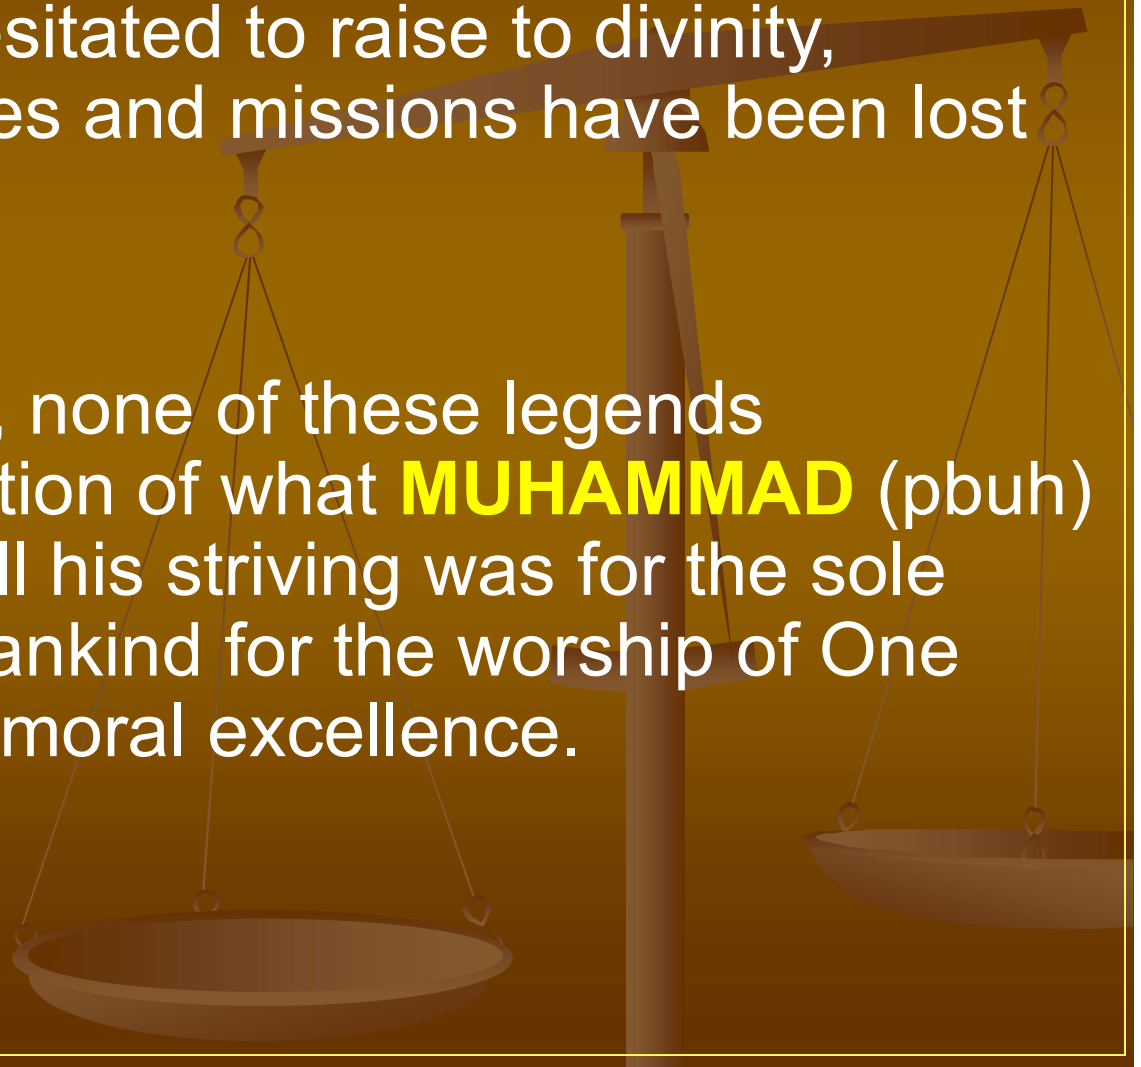 esitated to raise to divinity,
es and missions have been lost
, none of these legends
tion of what MUHAMMAD (pbuh)
ll his striving was for the sole
ankind for the worship of One
moral excellence.